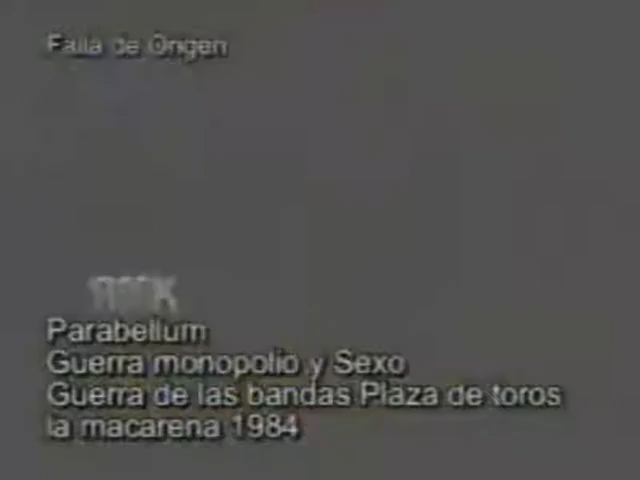 Falla de Origen
Parabellum
Guerra monopolio y Sexo
Guerra de las bandas Plaza de toros
la macarena 1984